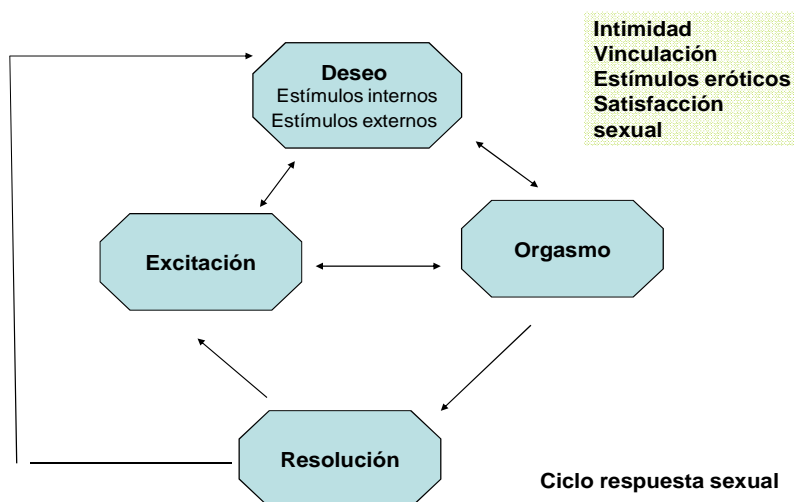 Intimidad
Vinculación
Estímulos eróticos
Satisfacción
sexual
Deseo
Estímulos internos
Estímulos externos
Excitación
Orgasmo
Resolución
Ciclo respuesta sexual